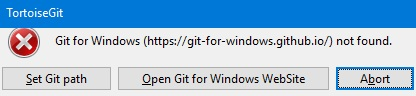 TortoiseGit
Git for Windows (https://git-for-windows.github.io/) not found.
Set Git path
Open Git for Windows WebSite
Abort